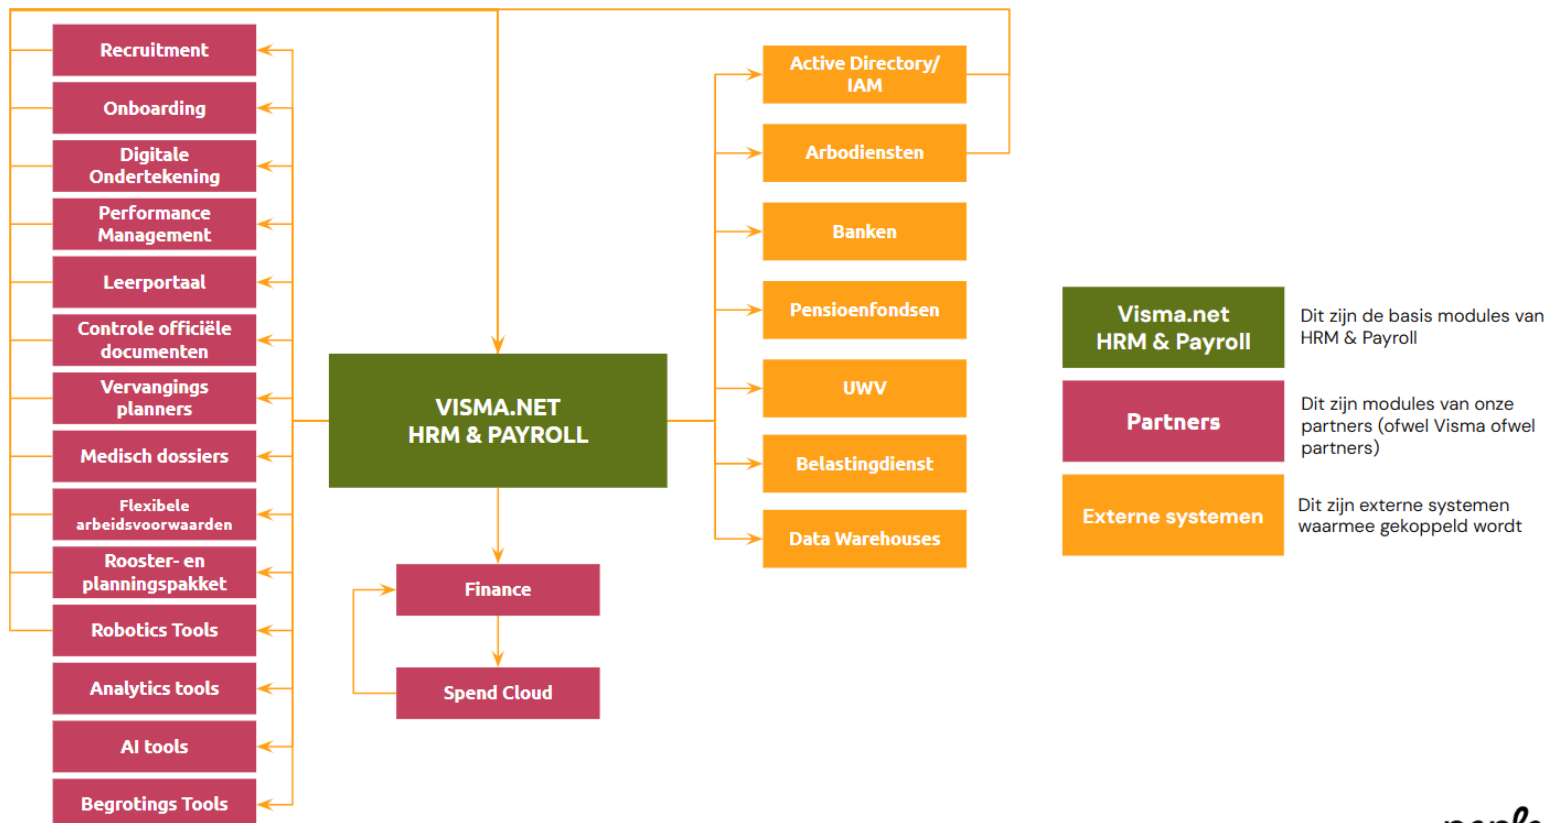 Recruitment
Onboarding
Digitale
Ondertekening
Performance
Management
Leerportaal
Controle officiële
documenten
Vervangings
planners
Medisch dossiers
Flexibele
arbeidsvoorwaarden
Rooster- en
planningspakket
Robotics Tools
Analytics tools
AI tools
Begrotings Tools
VISMA.NET
HRM & PAYROLL
Finance
Spend Cloud
Active Directory/
IAM
Arbodiensten
Banken
Pensioenfondsen
UWV
Belastingdienst
Data Warehouses
Visma.net
HRM & Payroll
Dit zijn de basis modules van
HRM & Payroll
Partners
Dit zijn modules van onze
partners (ofwel Visma ofwel
partners)
Externe systemen
Dit zijn externe systemen
waarmee gekoppeld wordt